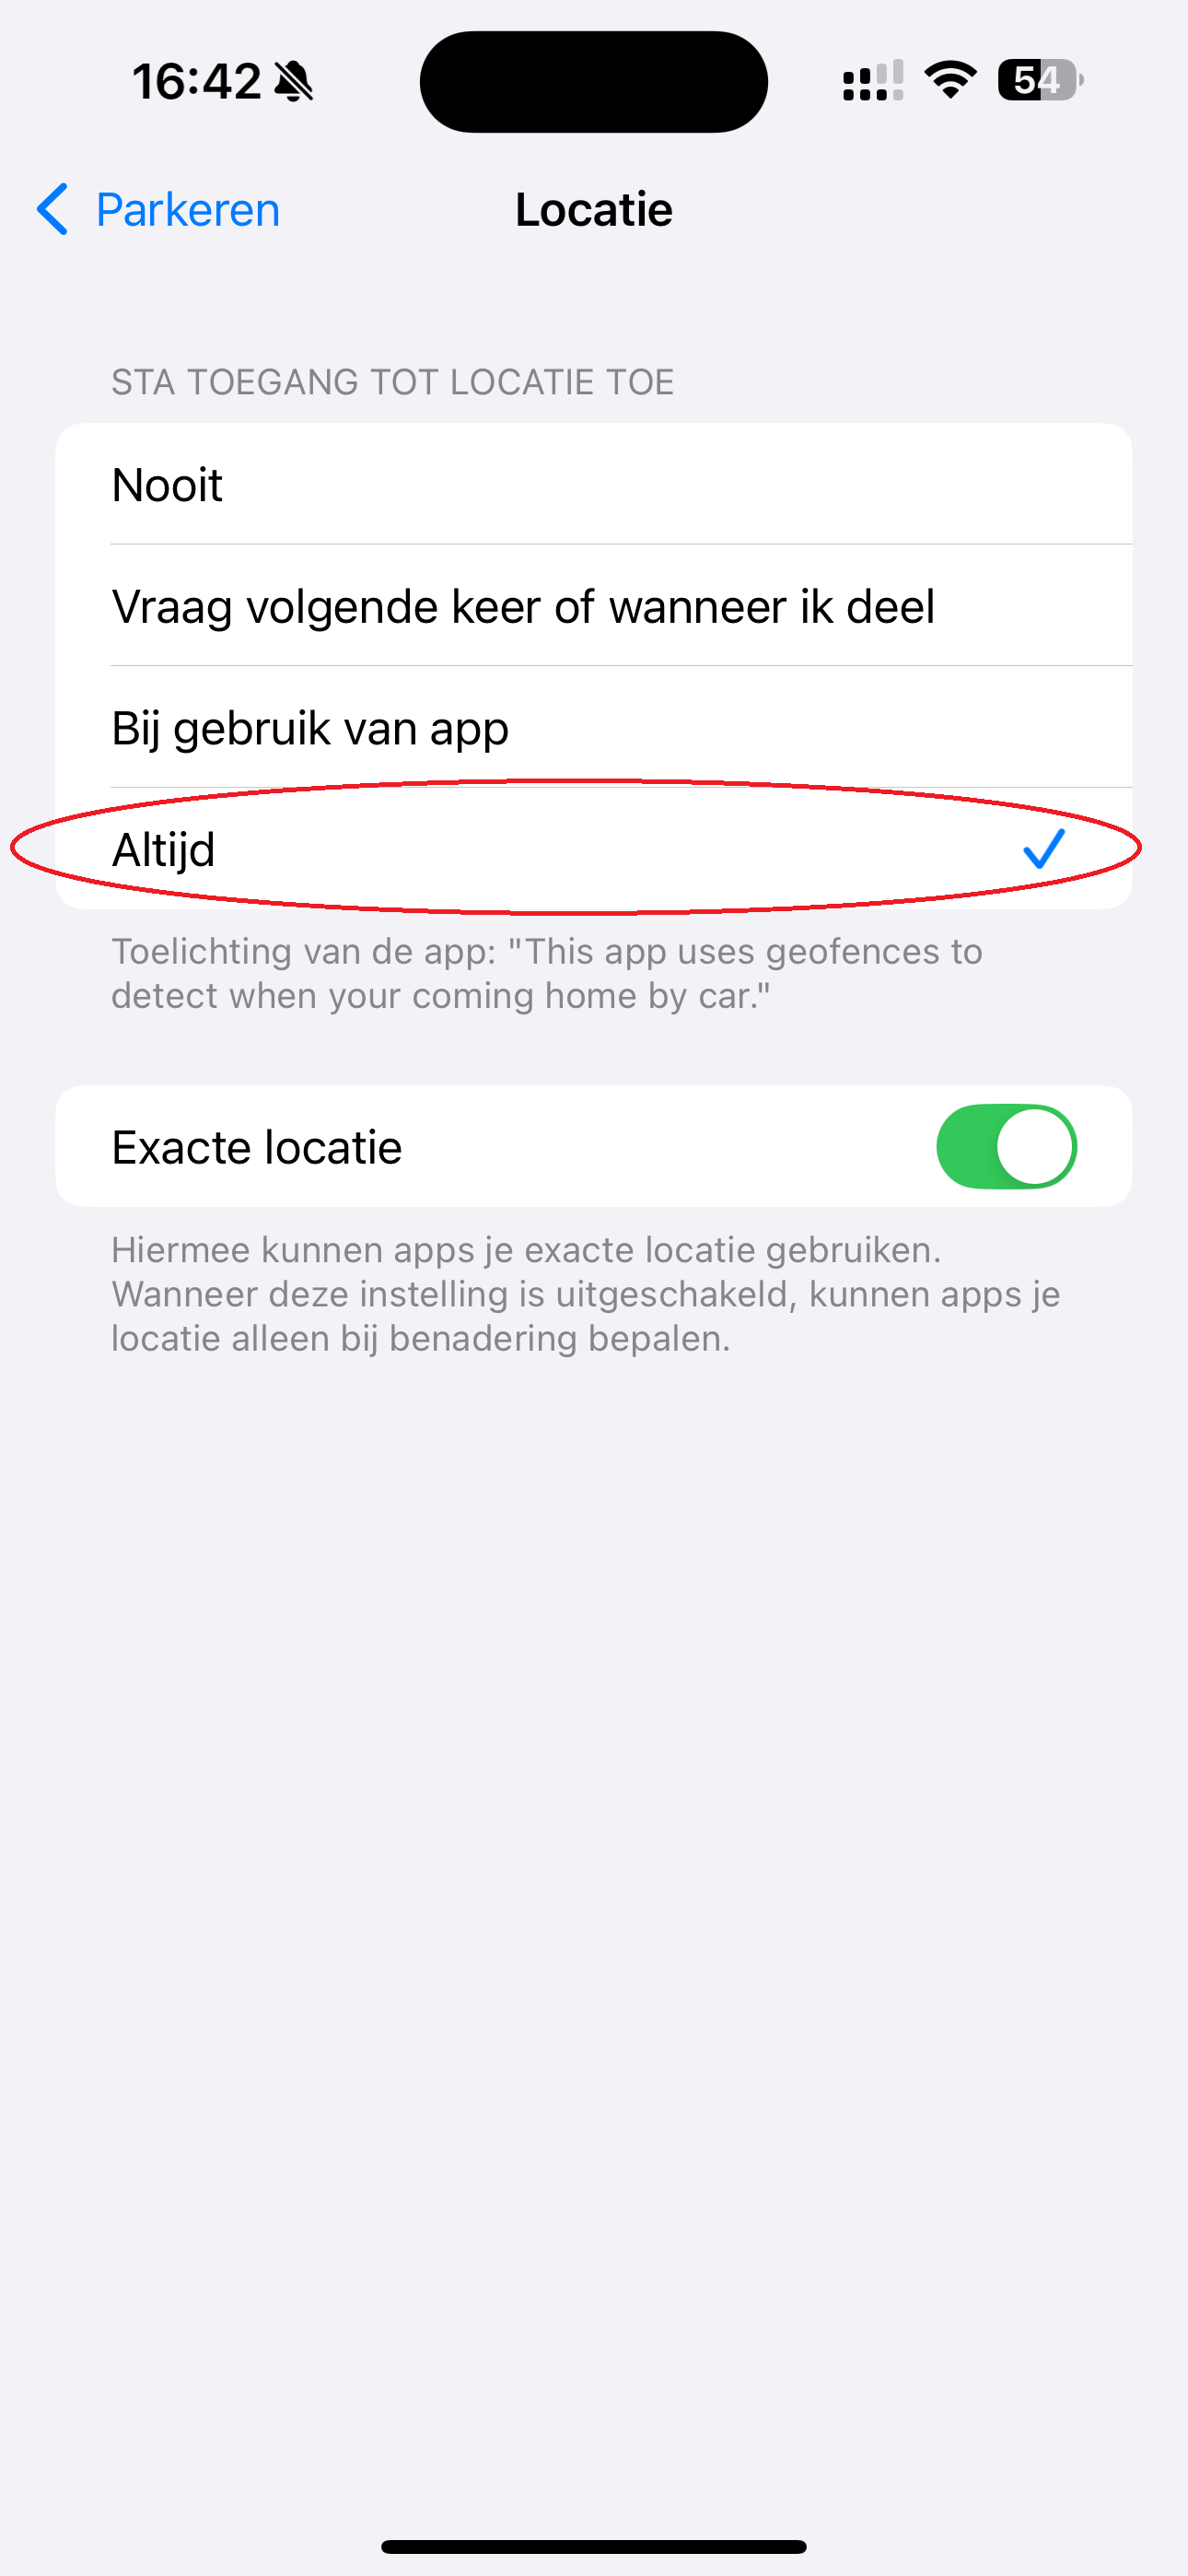 16:42
54
Parkeren
Locatie
STA TOEGANG TOT LOCATIE TOE
Nooit
Vraag volgende keer of wanneer ik deel
Bij gebruik van app
Altijd
Toelichting van de app: "This app uses geofences to
detect when your coming home by car."
Exacte locatie
Hiermee kunnen apps je exacte locatie gebruiken.
Wanneer deze instelling is uitgeschakeld, kunnen apps je
locatie alleen bij benadering bepalen.